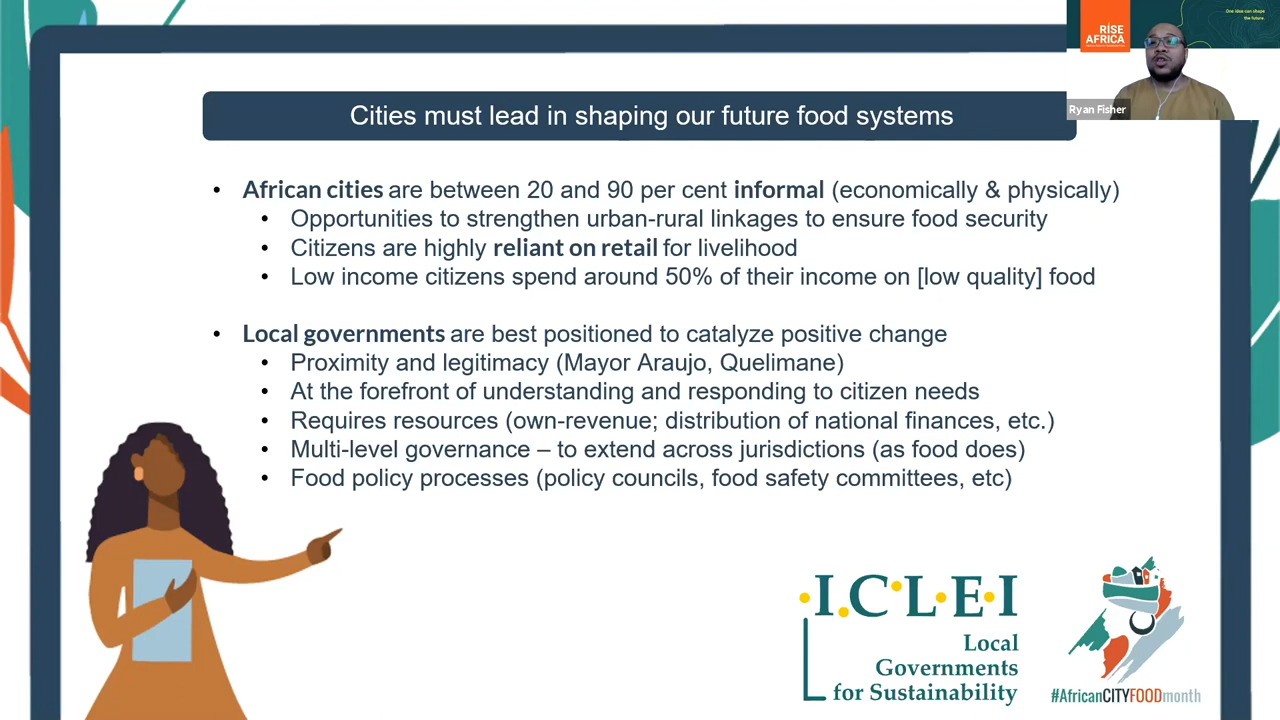 One idea can shape
the future.
RISE
AFRICA
Ryan Fisher
Cities must lead in shaping our future food systems
• African cities are between 20 and 90 per cent informal (economically & physically)
• Opportunities to strengthen urban-rural linkages to ensure food security
• Citizens are highly reliant on retail for livelihood
• Low income citizens spend around 50% of their income on [low quality] food
• Local governments are best positioned to catalyze positive change
• Proximity and legitimacy (Mayor Araujo, Quelimane)
• At the forefront of understanding and responding to citizen needs
• Requires resources (own-revenue; distribution of national finances, etc.)
• Multi-level governance – to extend across jurisdictions (as food does)
• Food policy processes (policy councils, food safety committees, etc)
I.C.L.E.I
Local
Governments
for Sustainability
#AfricanCITYFOODmonth